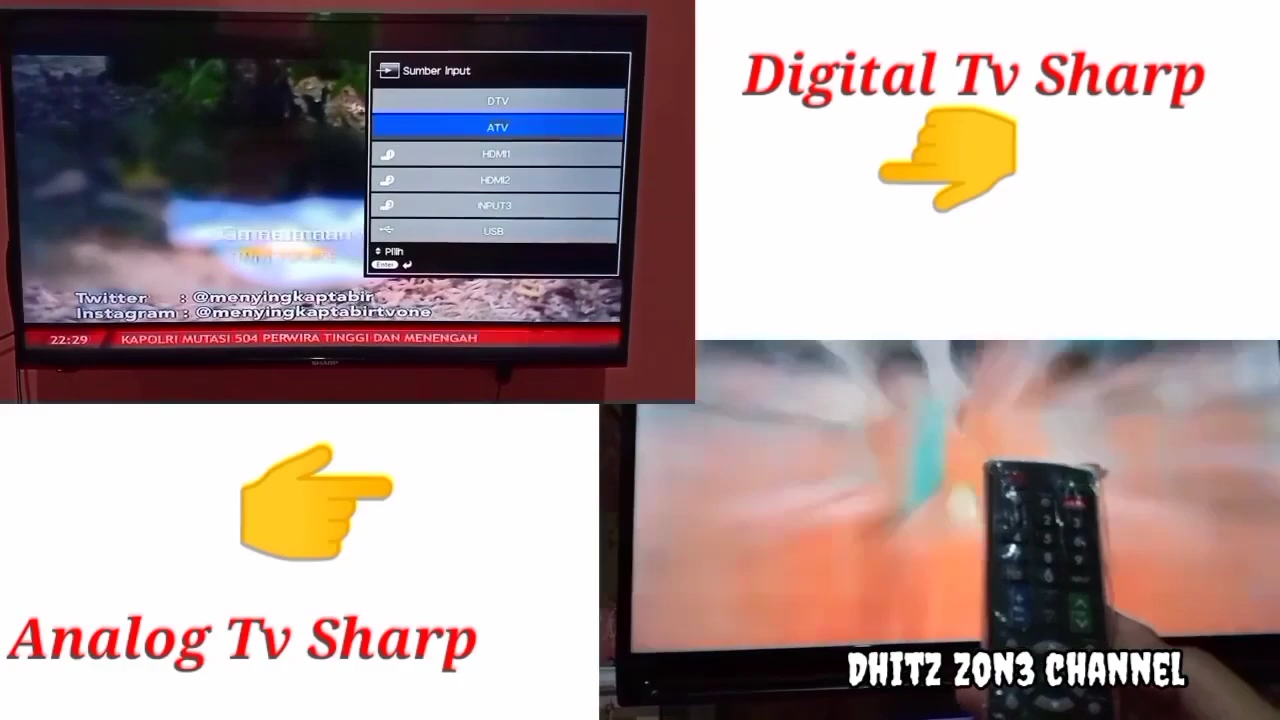 Sumber Input
DTV
ATV
HDMI1
HDMI2
INPUT3
USB
Pilih
Enter
Twitter : @menyingkaptabir
Instagram : @menyingkaptabirtvone
22:29 KAPOLRI MUTASI 504 PERWIRA TINGGI DAN MENENGAH
SHARP
Digital Tv Sharp
Analog Tv Sharp
DHITZ ZON3 CHANNEL